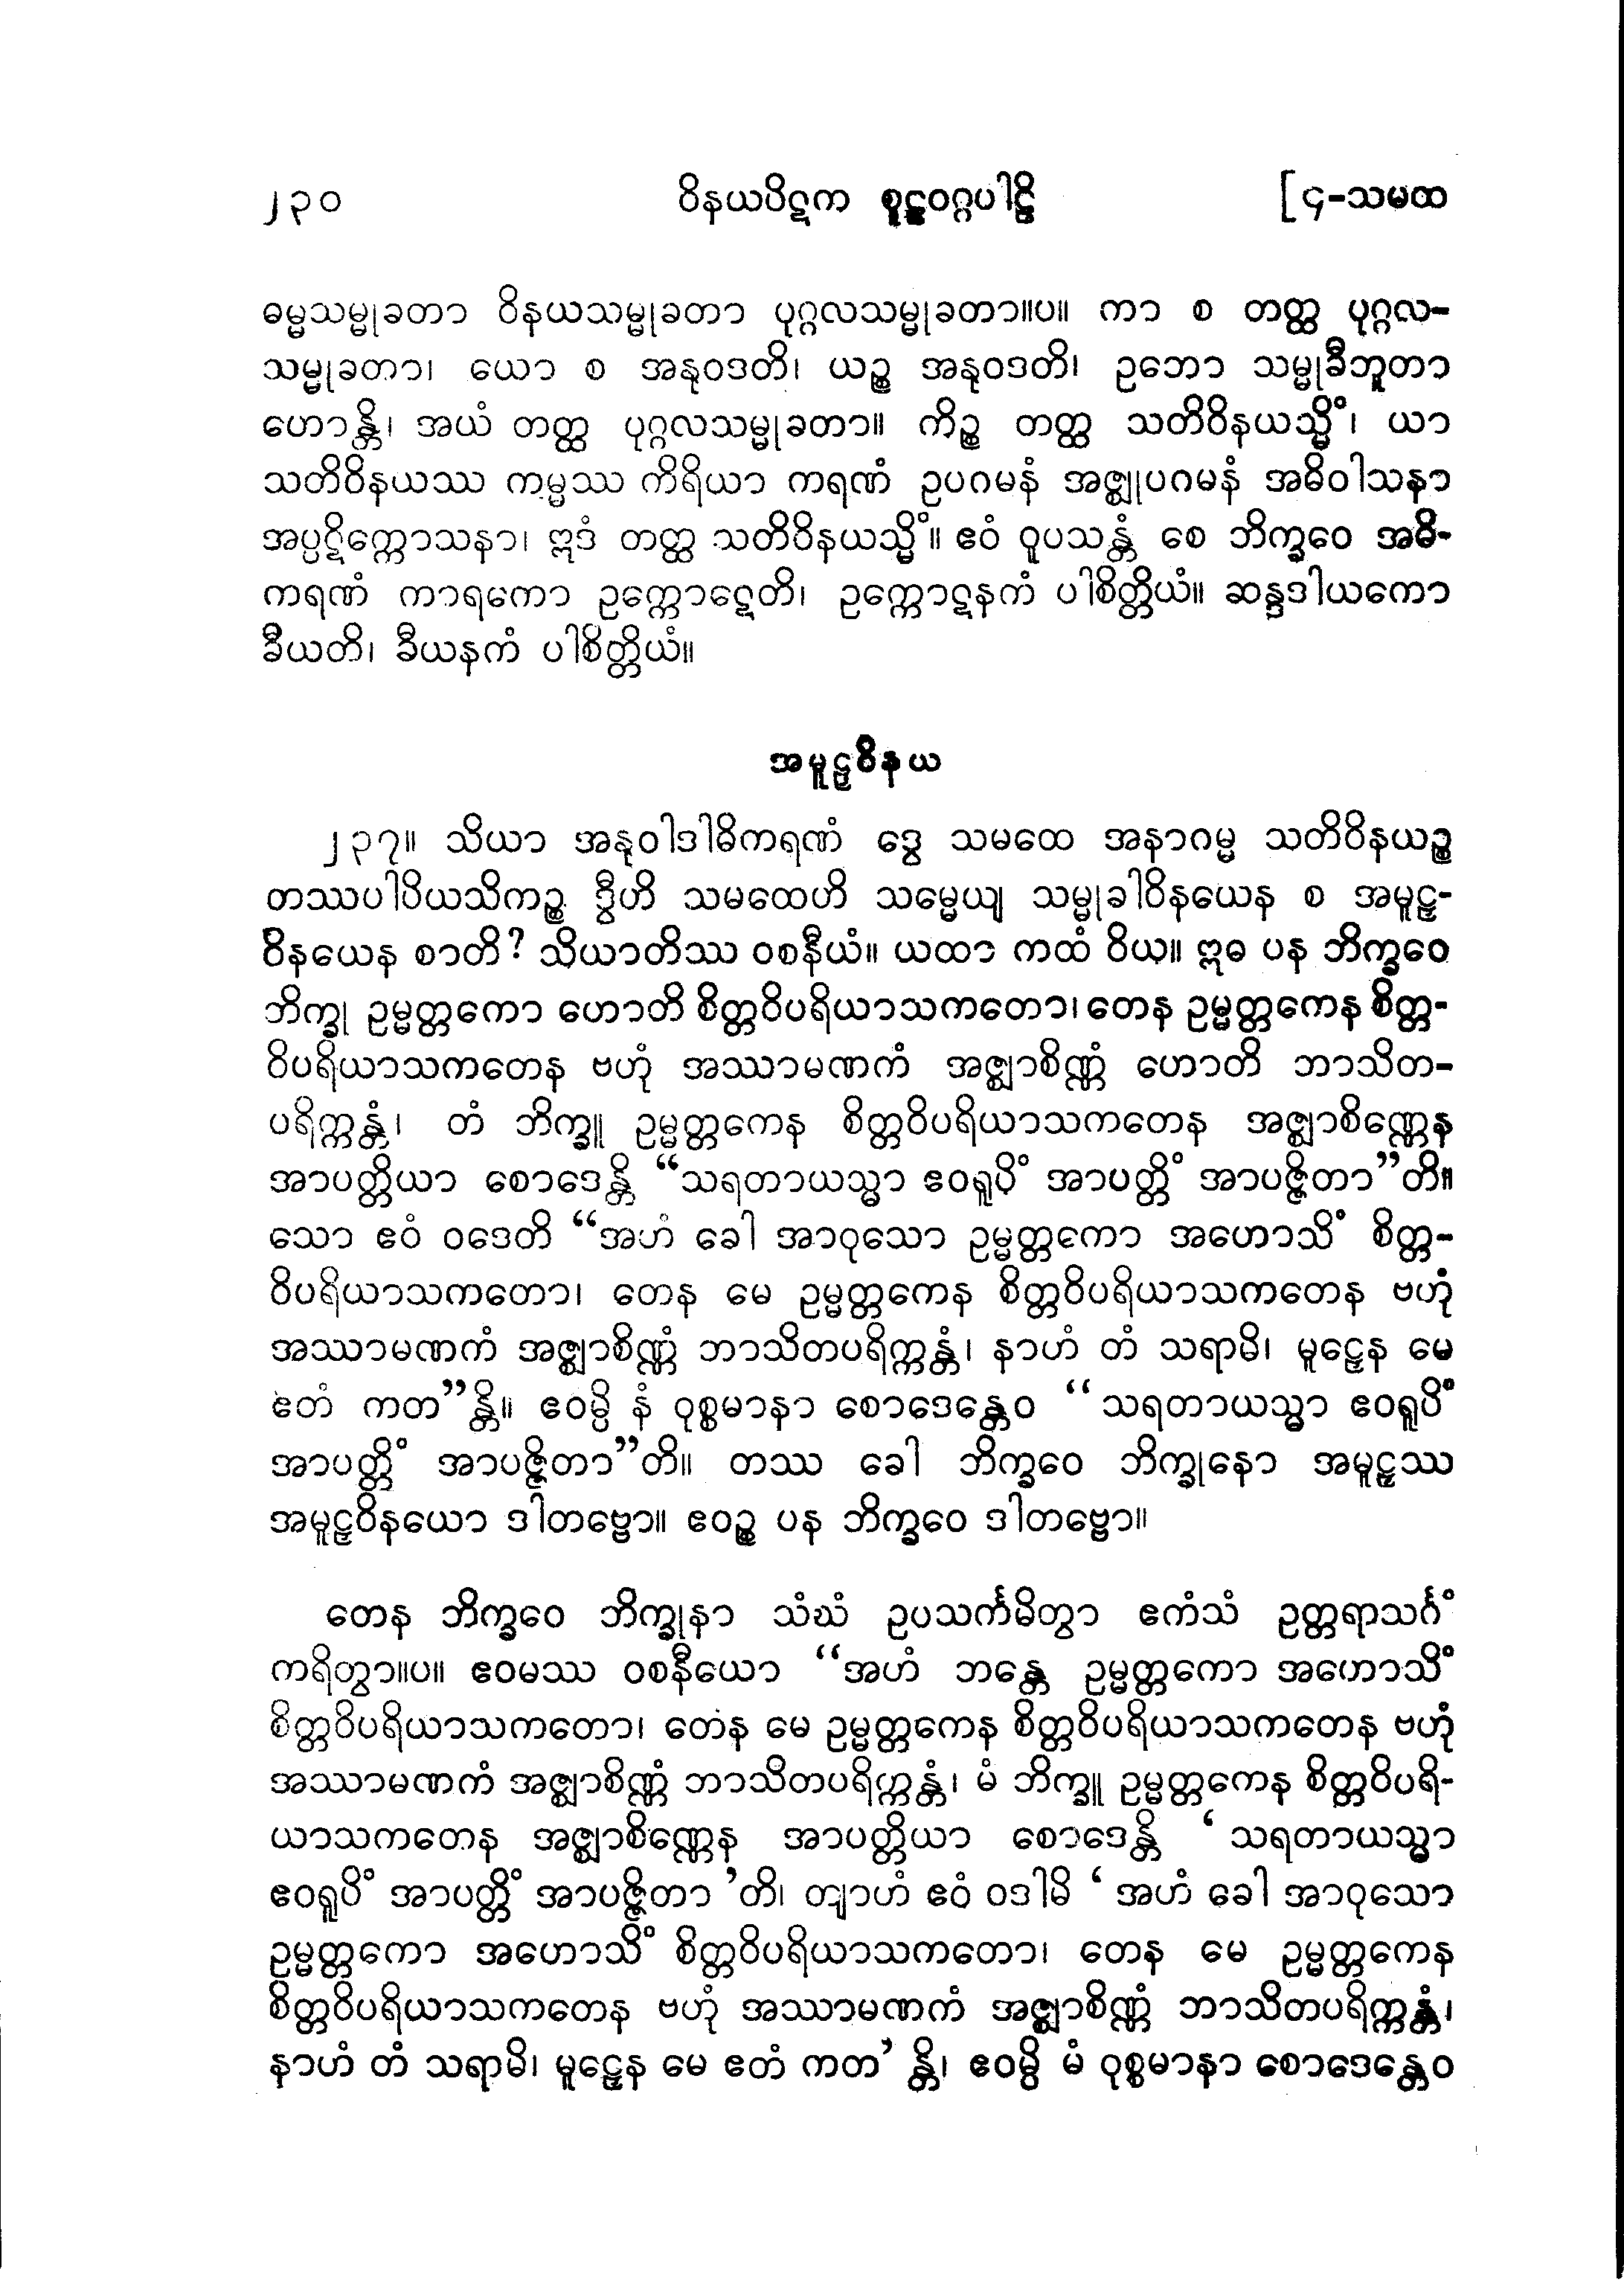 ၂၃၀ ဝိနယပိဋက စူဠဝဂ္ဂပါဠိ [၄-သမထ
ဓမ္မသမ္မုခတာ ဝိနယသမ္မုခတာ ပုဂ္ဂလသမ္မုခတာ။ပ။ ကာ စ တတ္ထ ပုဂ္ဂလ-
သမ္မုခတာ၊ ယော စ အနုဝဒတိ၊ ယဉ္စ အနုဝဒတိ၊ ဥဘော သမ္မုခီဘူတာ
ဟောန္တိ၊ အယံ တတ္ထ ပုဂ္ဂလသမ္မုခတာ။ ကိဉ္စ တတ္ထ သတိဝိနယသ္မိံ၊ ယာ
သတိဝိနယဿ ကမ္မဿ ကိရိယာ ကရဏံ ဥပဂမနံ အဇ္ဈုပဂမနံ အဓိဝါသနာ
အပ္ပဋိက္ကောသနာ၊ ဣဒံ တတ္ထ သတိဝိနယသ္မိံ။ ဧဝံ ဝူပသန္တံ စေ ဘိက္ခဝေ အဓိ-
ကရဏံ ကာရကော ဥက္ကောဋေတိ၊ ဥက္ကောဋနကံ ပါစိတ္တိယံ။ ဆန္ဒဒါယကော
ခီယတိ၊ ခီယနကံ ပါစိတ္တိယံ။
အမူဠှဝိနယ
၂၃၇။ သိယာ အနုဝါဒါဓိကရဏံ ဒွေ သမထေ အနာဂမ္မ သတိဝိနယဉ္စ
တဿပါပိယသိကဉ္စ ဒွီဟိ သမထေဟိ သမ္မေယျ သမ္မုခါဝိနယေန စ အမူဠှ-
ဝိနယေန စာတိ? သိယာတိဿ ဝစနီယံ။ ယထာ ကထံ ဝိယ။ ဣဓ ပန ဘိက္ခဝေ
ဘိက္ခု ဥမ္မတ္တကော ဟောတိ စိတ္တဝိပရိယာသကတော၊ တေန ဥမ္မတ္တကေန စိတ္တ-
ဝိပရိယာသကတေန ဗဟုံ အဿာမဏကံ အဇ္ဈာစိဏ္ဏံ ဟောတိ ဘာသိတ-
ပရိက္ကန္တံ၊ တံ ဘိက္ခူ ဥမ္မတ္တကေန စိတ္တဝိပရိယာသကတေန အဇ္ဈာစိဏ္ဏေန
အာပတ္တိယာ စောဒေန္တိ “သရတာယသ္မာ ဧဝရူပိံ အာပတ္တိံ အာပဇ္ဇိတာ”တိ။
သော ဧဝံ ဝဒေတိ “အဟံ ခေါ အာဝုသော ဥမ္မတ္တကော အဟောသိံ စိတ္တ-
ဝိပရိယာသကတော၊ တေန မေ ဥမ္မတ္တကေန စိတ္တဝိပရိယာသကတေန ဗဟုံ
အဿာမဏကံ အဇ္ဈာစိဏ္ဏံ ဘာသိတပရိက္ကန္တံ၊ နာဟံ တံ သရာမိ၊ မူဠှေန မေ
ဧတံ ကတ”န္တိ။ ဧဝမ္ပိ နံ ဝုစ္စမာနာ စောဒေန္တေဝ “သရတာယသ္မာ ဧဝရူပိံ
အာပတ္တိံ အာပဇ္ဇိတာ”တိ။ တဿ ခေါ ဘိက္ခဝေ ဘိက္ခုနော အမူဠှဿ
အမူဠှဝိနယော ဒါတဗ္ဗော။ ဧဝဉ္စ ပန ဘိက္ခဝေ ဒါတဗ္ဗော။
တေန ဘိက္ခဝေ ဘိက္ခုနာ သံဃံ ဥပသင်္ကမိတွာ ဧကံသံ ဥတ္တရာသင်္ဂံ
ကရိတွာ။ပ။ ဧဝမဿ ဝစနီယော “အဟံ ဘန္တေ ဥမ္မတ္တကော အဟောသိံ
စိတ္တဝိပရိယာသကတော၊ တေန မေ ဥမ္မတ္တကေန စိတ္တဝိပရိယာသကတေန ဗဟုံ
အဿာမဏကံ အဇ္ဈာစိဏ္ဏံ ဘာသိတပရိက္ကန္တံ၊ မံ ဘိက္ခူ ဥမ္မတ္တကေန စိတ္တဝိပရိ-
ယာသကတေန အဇ္ဈာစိဏ္ဏေန အာပတ္တိယာ စောဒေန္တိ ‘သရတာယသ္မာ
ဧဝရူပိံ အာပတ္တိံ အာပဇ္ဇိတာ’တိ၊ တျာဟံ ဧဝံ ဝဒါမိ ‘အဟံ ခေါ အာဝုသော
ဥမ္မတ္တကော အဟောသိံ စိတ္တဝိပရိယာသကတော၊ တေန မေ ဥမ္မတ္တကေန
စိတ္တဝိပရိယာသကတေန ဗဟုံ အဿာမဏကံ အဇ္ဈာစိဏ္ဏံ ဘာသိတပရိက္ကန္တံ၊
နာဟံ တံ သရာမိ၊ မူဠှေန မေ ဧတံ ကတ’ န္တိ၊ ဧဝမ္ပိ မံ ဝုစ္စမာနာ စောဒေန္တေဝ